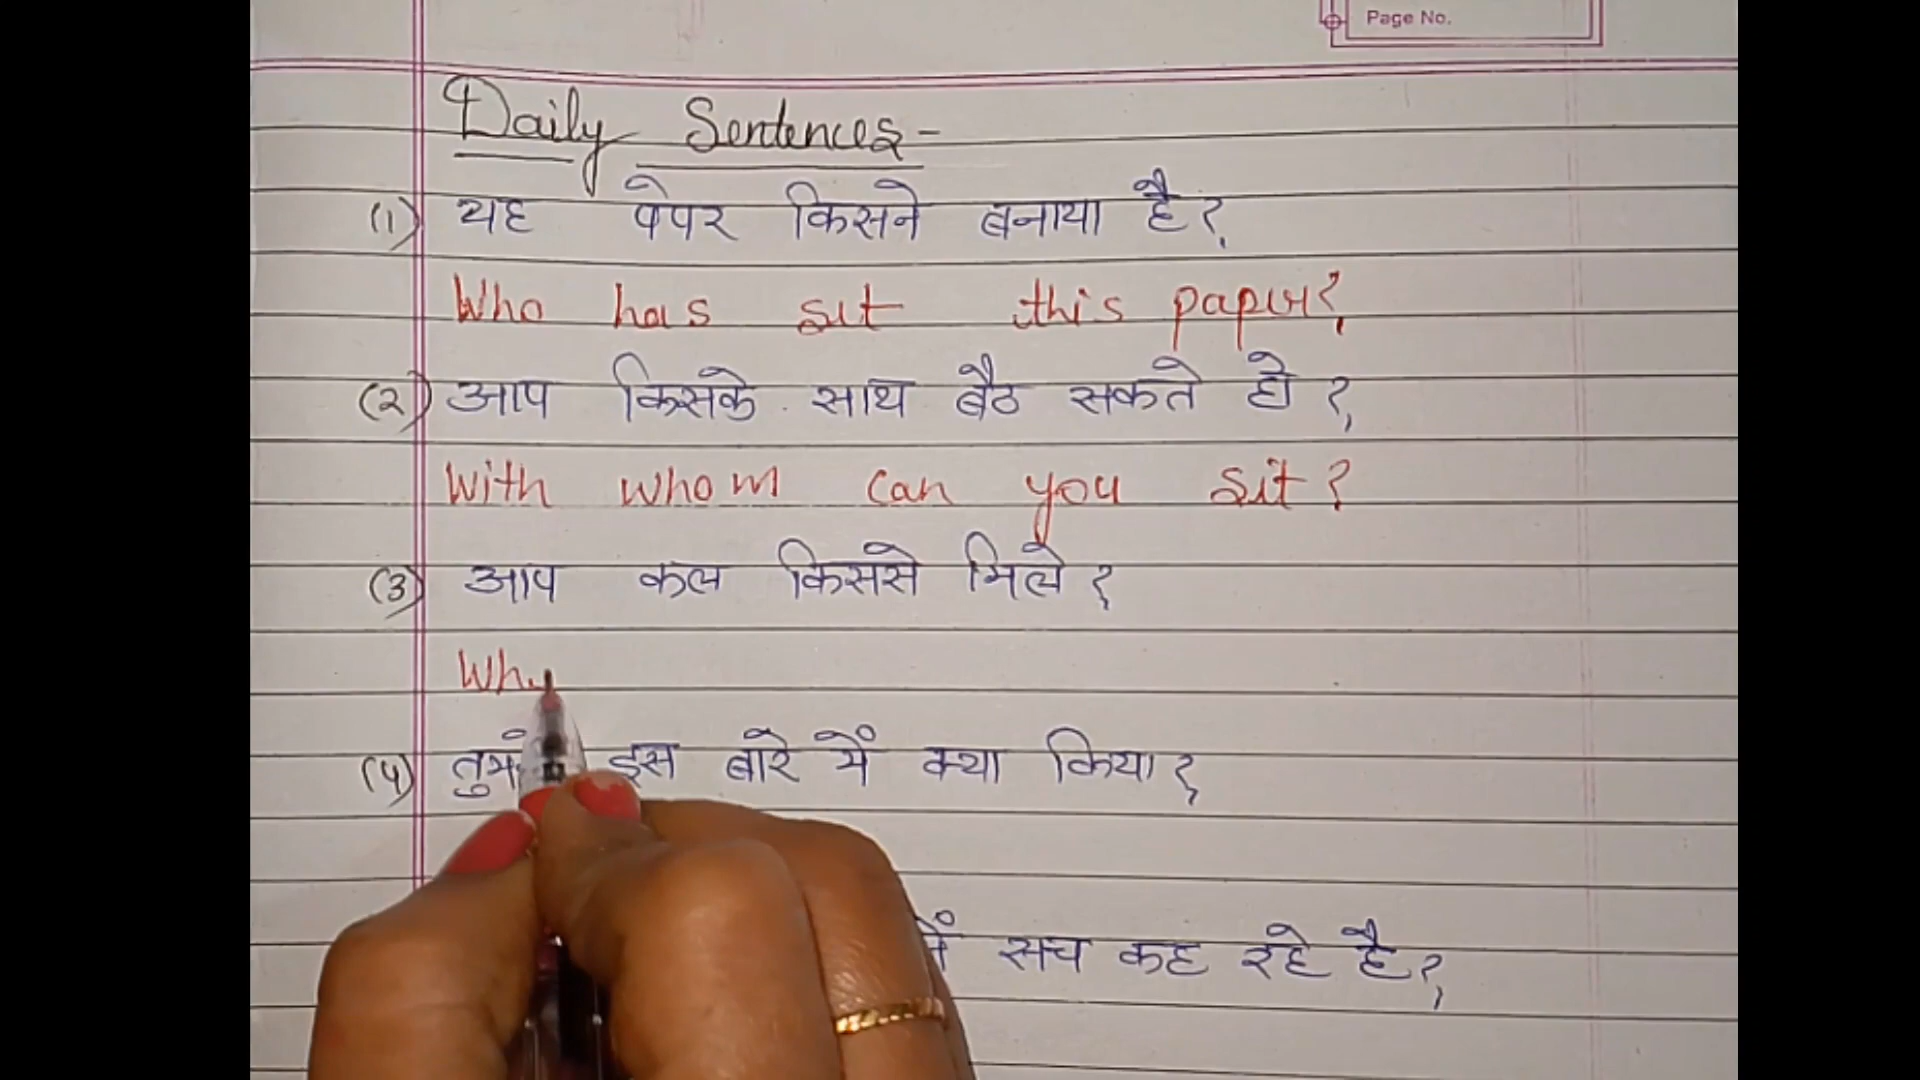 Page No.
Daily Sentences-
(1) यह पेपर किसने बनाया है?
Who has set this paper?
(2) आप किसके साथ बैठ सकते हो?
With whom can you sit?
(3) आप कल किससे मिले?
(4) इस बारे में क्या किया?
सच कह रहे है?